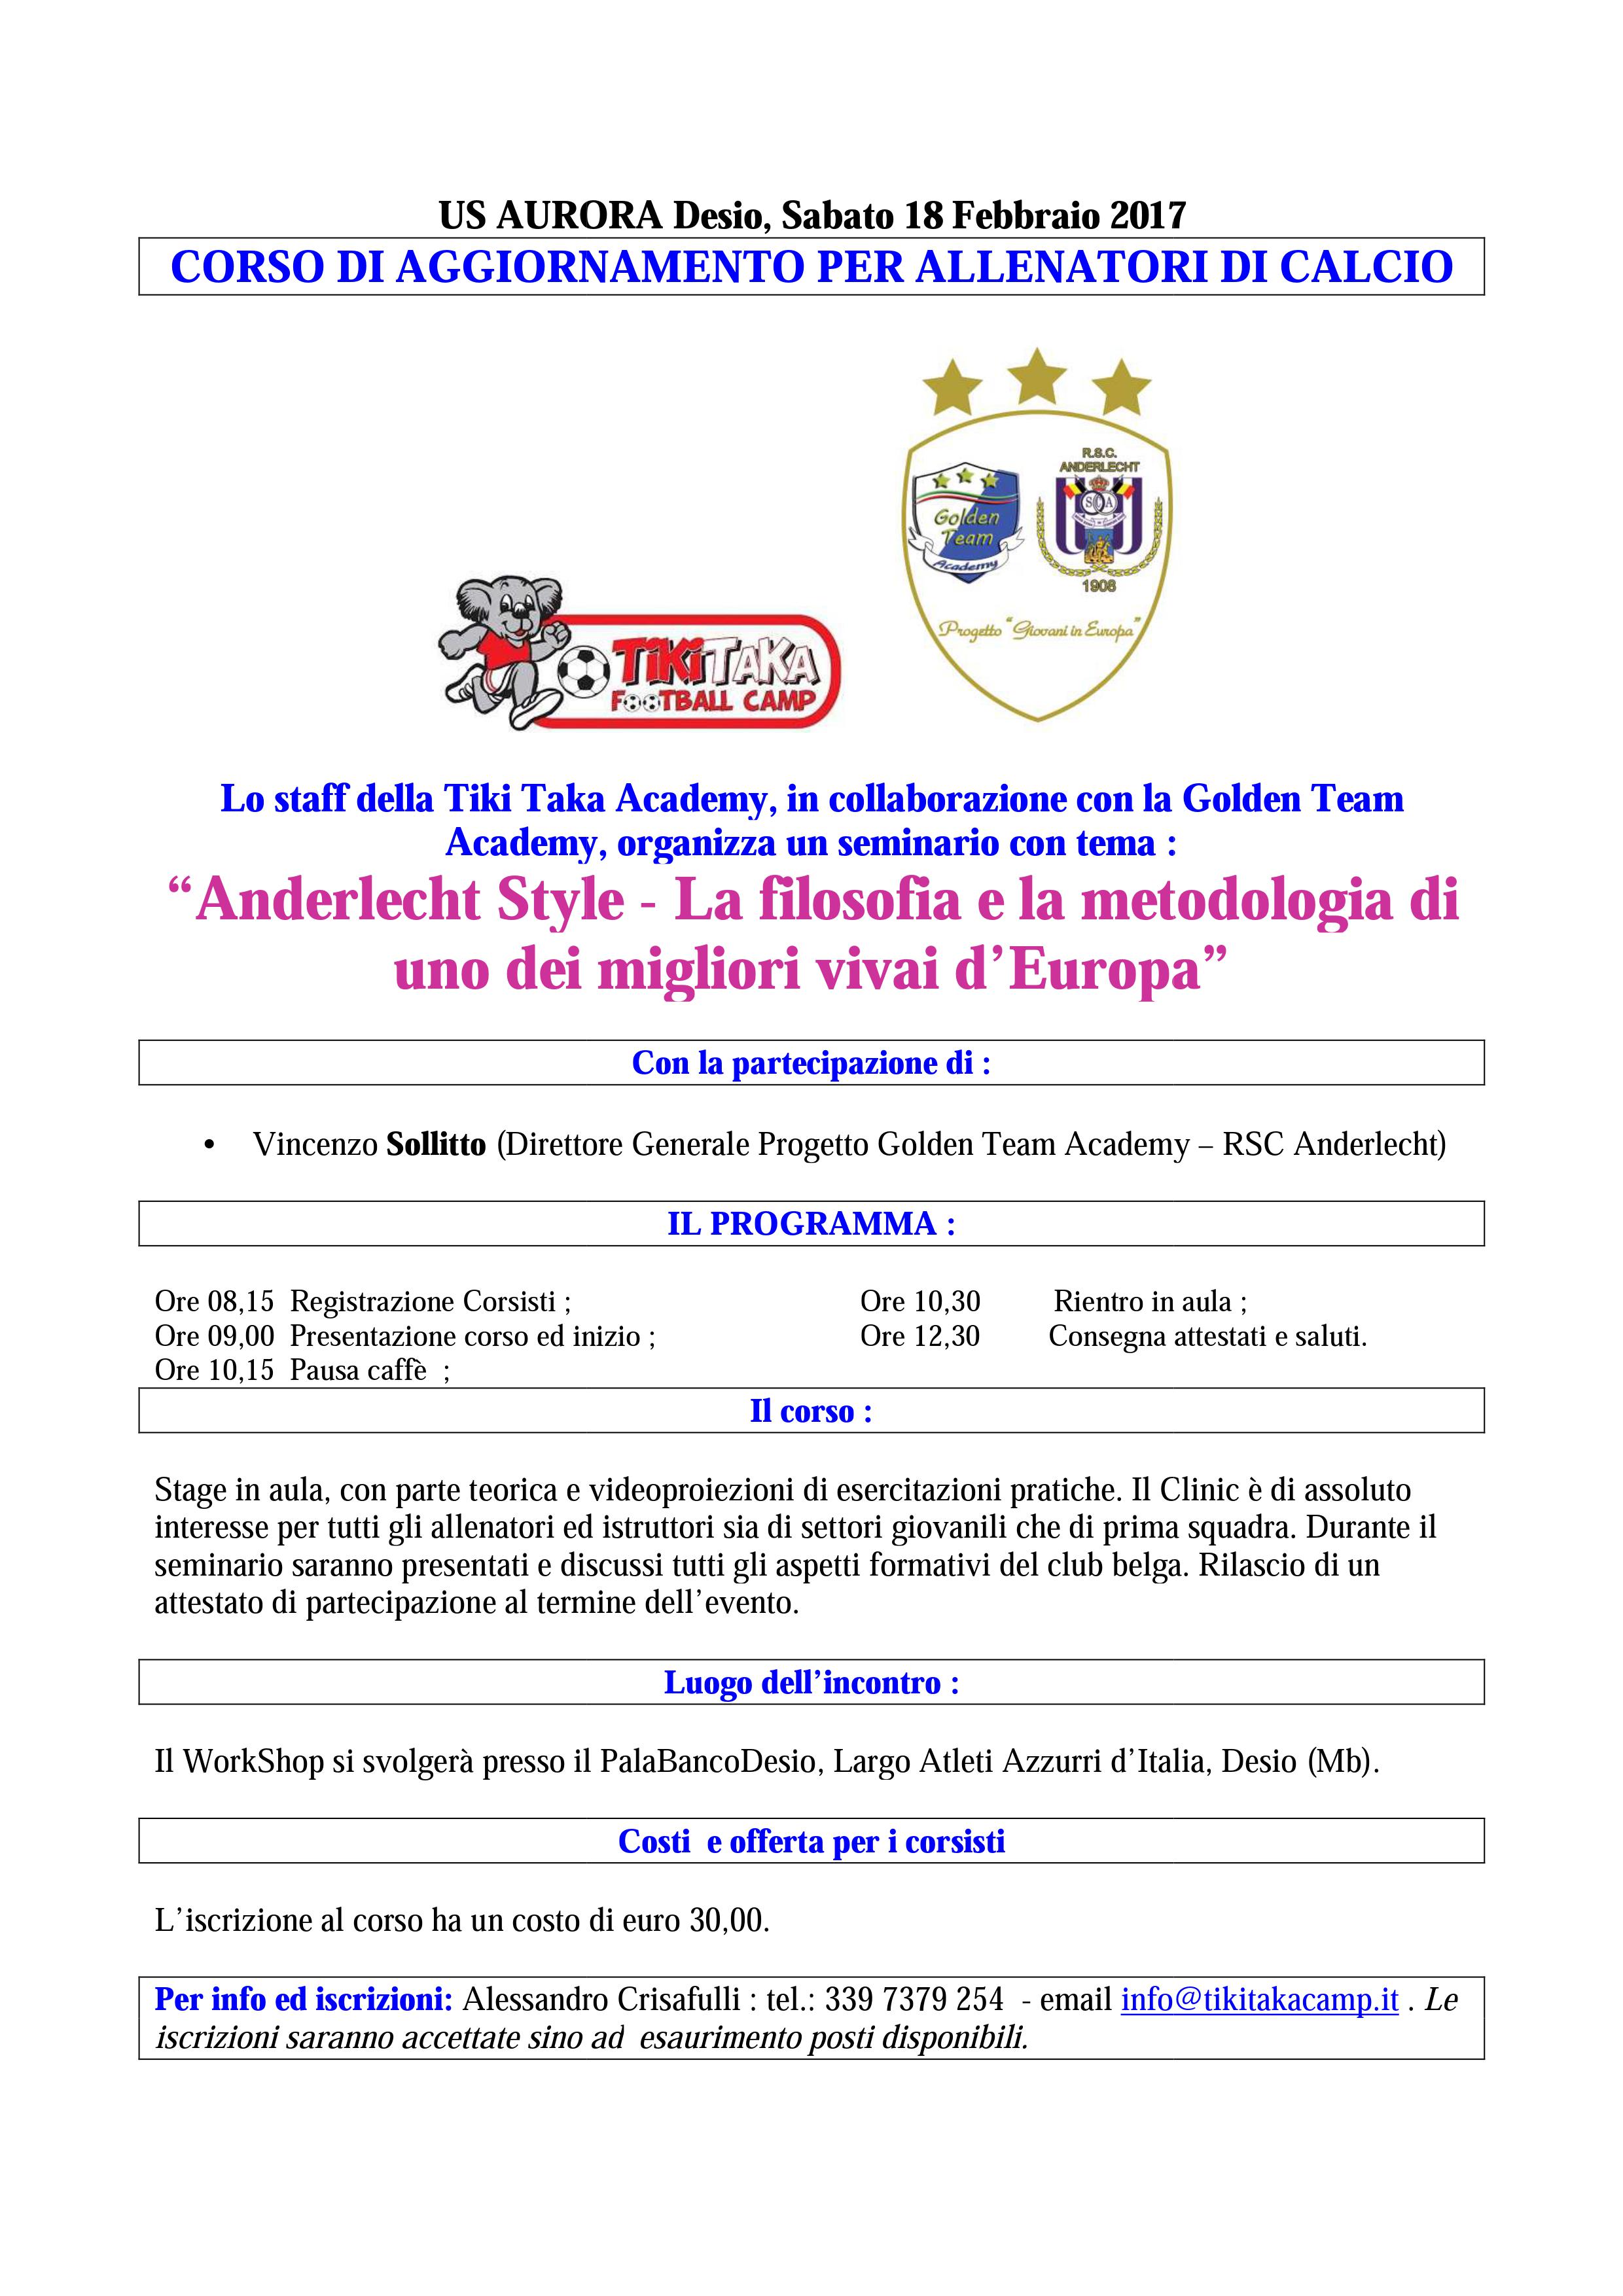 US AURORA Desio, Sabato 18 Febbraio 2017
CORSO DI AGGIORNAMENTO PER ALLENATORI DI CALCIO
R.S.C.
ANDERLECHT
Golden
Team
Academy
1908
Progetto "Giovani in Europa"
TIKITAKA
FOOTBALL CAMP
Lo staff della Tiki Taka Academy, in collaborazione con la Golden Team
Academy, organizza un seminario con tema :
“Anderlecht Style - La filosofia e la metodologia di
uno dei migliori vivai d’Europa”
Con la partecipazione di :
• Vincenzo Sollitto (Direttore Generale Progetto Golden Team Academy – RSC Anderlecht)
IL PROGRAMMA :
Ore 08,15 Registrazione Corsisti ; Ore 10,30 Rientro in aula ;
Ore 09,00 Presentazione corso ed inizio ; Ore 12,30 Consegna attestati e saluti.
Ore 10,15 Pausa caffè ;
Il corso :
Stage in aula, con parte teorica e videoproiezioni di esercitazioni pratiche. Il Clinic è di assoluto
interesse per tutti gli allenatori ed istruttori sia di settori giovanili che di prima squadra. Durante il
seminario saranno presentati e discussi tutti gli aspetti formativi del club belga. Rilascio di un
attestato di partecipazione al termine dell’evento.
Luogo dell’incontro :
Il WorkShop si svolgerà presso il PalaBancoDesio, Largo Atleti Azzurri d’Italia, Desio (Mb).
Costi e offerta per i corsisti
L’iscrizione al corso ha un costo di euro 30,00.
Per info ed iscrizioni: Alessandro Crisafulli : tel.: 339 7379 254 - email info@tikitakacamp.it . Le
iscrizioni saranno accettate sino ad esaurimento posti disponibili.